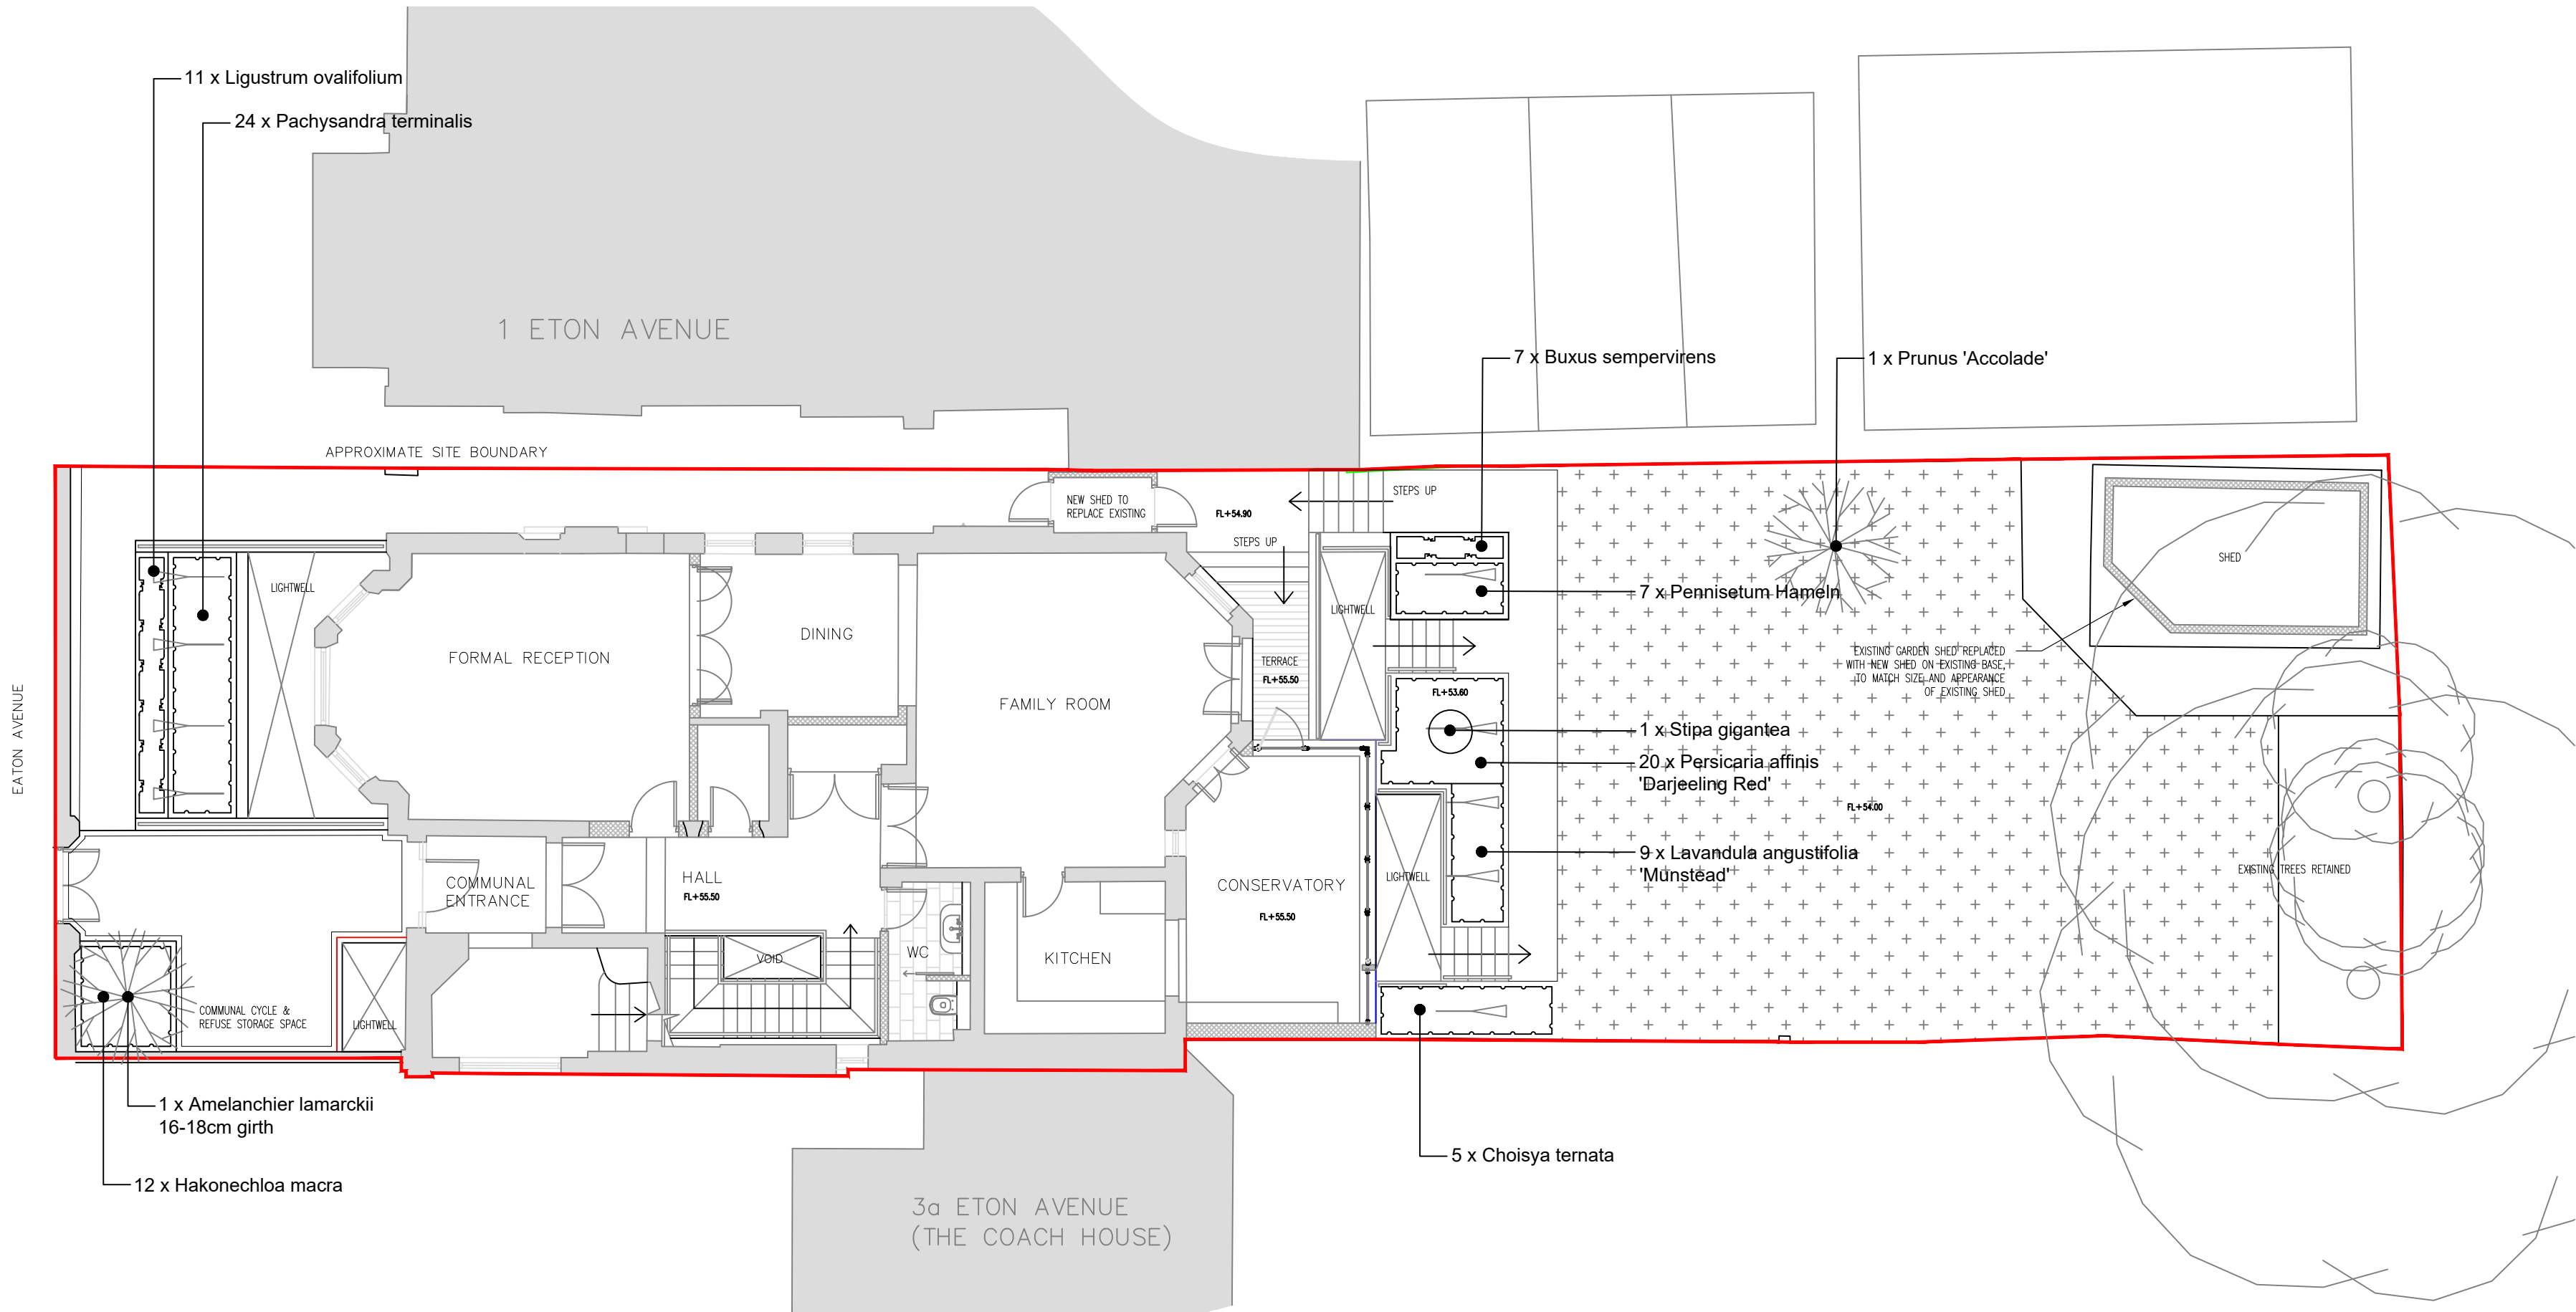 11 x Ligustrum ovalifolium
24 x Pachysandra terminalis
1 ETON AVENUE
7 x Buxus sempervirens
1 x Prunus 'Accolade'
APPROXIMATE SITE BOUNDARY
NEW SHED TO
REPLACE EXISTING
FL+54.90
STEPS UP
STEPS UP
SHED
LIGHTWELL
FORMAL RECEPTION
DINING
FAMILY ROOM
TERRACE
FL+55.50
LIGHTWELL
7 x Pennisetum Hameln
EXISTING GARDEN SHED REPLACED
WITH NEW SHED ON EXISTING BASE,
TO MATCH SIZE AND APPEARANCE
OF EXISTING SHED
FL+53.60
1 x Stipa gigantea
20 x Persicaria affinis
'Darjeeling Red'
FL+54.00
EATON AVENUE
9 x Lavandula angustifolia
'Munstead'
EXISTING TREES RETAINED
COMMUNAL
ENTRANCE
HALL
FL+55.50
WC
VOID
KITCHEN
CONSERVATORY
FL+55.50
LIGHTWELL
COMMUNAL CYCLE &
REFUSE STORAGE SPACE
LIGHTWELL
1 x Amelanchier lamarckii
16-18cm girth
12 x Hakonechloa macra
5 x Choisya ternata
3a ETON AVENUE
(THE COACH HOUSE)